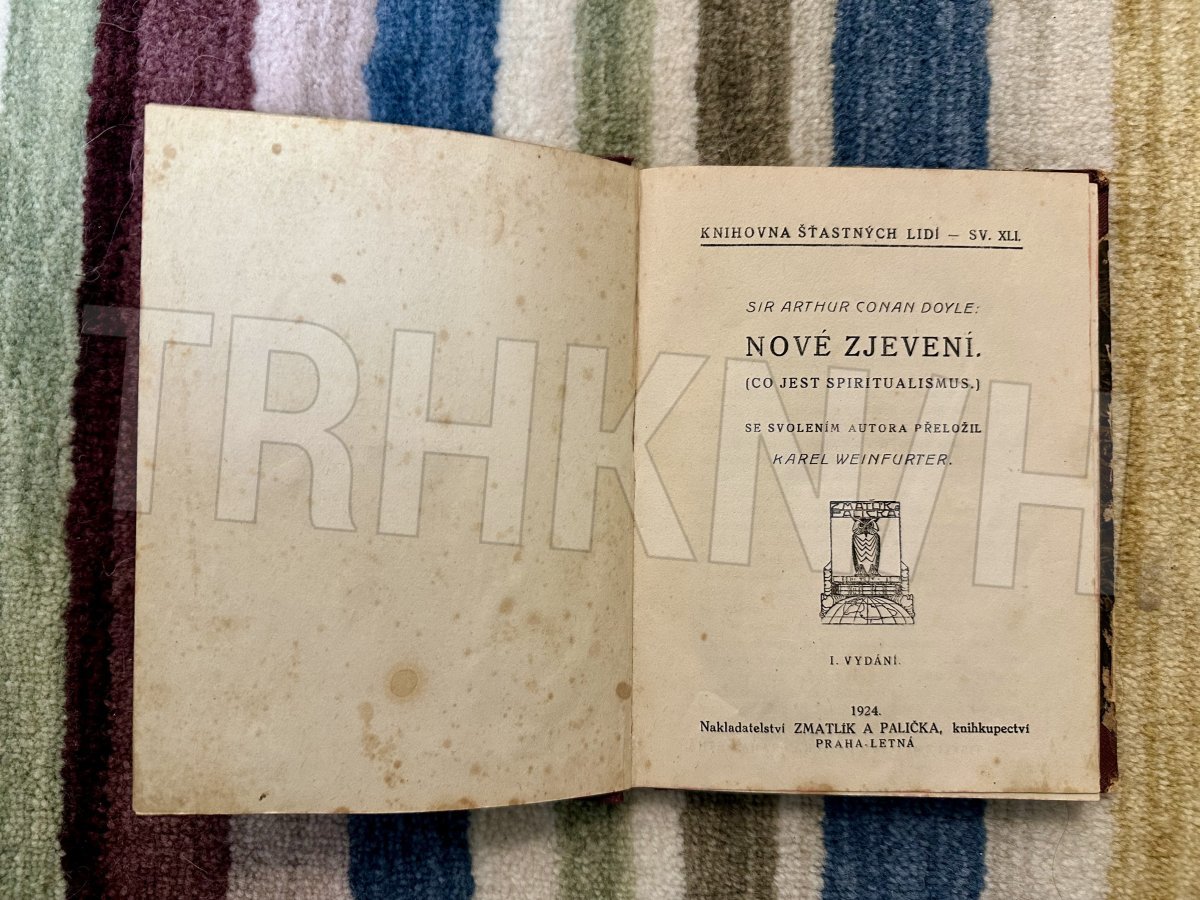 KNIHOVNA ŠŤASTNÝCH LIDÍ — SV. XLI.
SIR ARTHUR CONAN DOYLE:
NOVÉ ZJEVENÍ.
(CO JEST SPIRITUALISMUS.)
SE SVOLENÍM AUTORA PŘELOŽIL
KAREL WEINFURTER.
ZMATLÍK
PALIČKA
I. VYDÁNÍ.
1924.
Nakladatelství ZMATLÍK A PALIČKA, knihkupectví
PRAHA-LETNÁ
TRHKNIH.